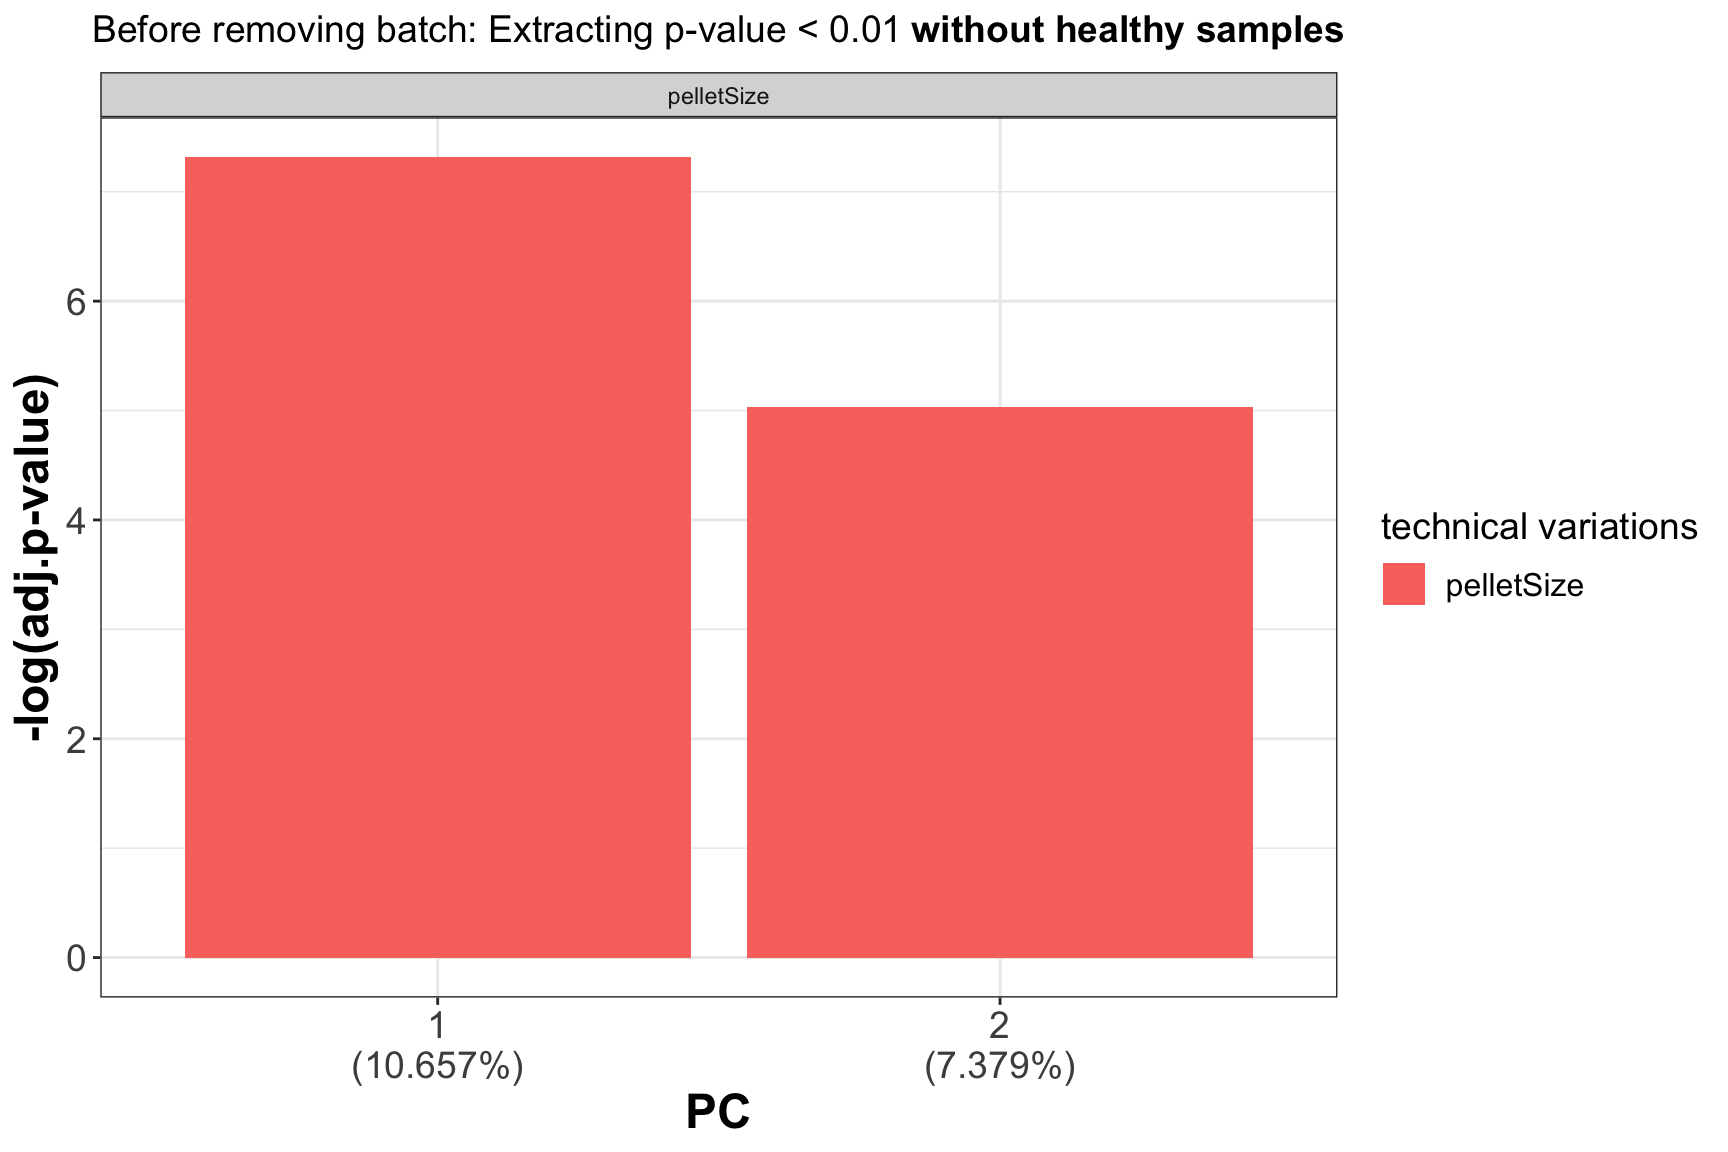 Before removing batch: Extracting p-value < 0.01 without healthy samples
pelletSize
-log(adj.p-value)
6
4
2
0
1
(10.657%)
2
(7.379%)
PC
technical variations
pelletSize